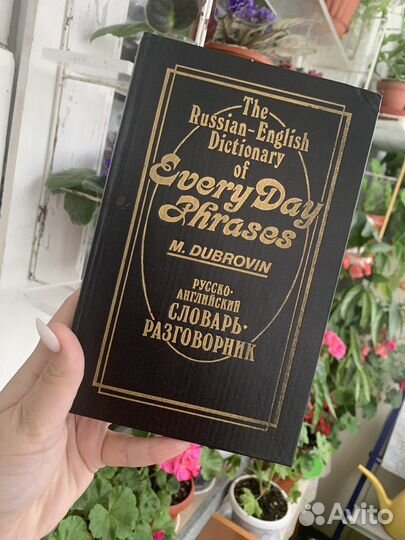 The
Russian-English
Dictionary
of
Every Day
Phrases
M. DUBROVIN
РУССКО-
АНГЛИЙСКИЙ
СЛОВАРЬ-
РАЗГОВОРНИК
Avito